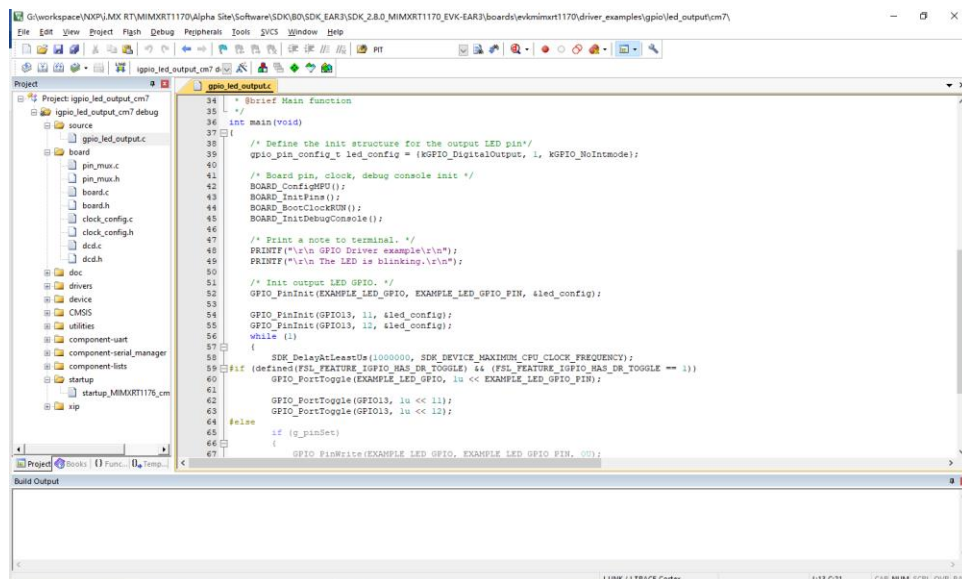 G:\workspace\NXP\i.MX RT\MIMXRT1170\Alpha Site\Software\SDK\B0\SDK_EAR3\SDK_2.8.0_MIMXRT1170_EVK-EAR3\boards\evkmimxrt1170\driver_examples\gpio\led_output\cm7\
File Edit View Project Flash Debug Peripherals Tools SVCS Window Help
PIT
igpio_led_output_cm7 d
Project
gpio_led_output.c
Project: igpio_led_output_cm7
igpio_led_output_cm7 debug
source
gpio_led_output.c
board
pin_mux.c
pin_mux.h
board.c
board.h
clock_config.c
clock_config.h
dcd.c
dcd.h
doc
drivers
device
CMSIS
utilities
component-uart
component-serial_manager
component-lists
startup
startup_MIMXRT1176_cm
xip
34 * @brief Main function
35 */
36 int main(void)
37 {
38 /* Define the init structure for the output LED pin*/
39 gpio_pin_config_t led_config = {kGPIO_DigitalOutput, 1, kGPIO_NoIntmode};
40
41 /* Board pin, clock, debug console init */
42 BOARD_ConfigMPU();
43 BOARD_InitPins();
44 BOARD_BootClockRUN();
45 BOARD_InitDebugConsole();
46
47 /* Print a note to terminal. */
48 PRINTF("\r\n GPIO Driver example\r\n");
49 PRINTF("\r\n The LED is blinking.\r\n");
50
51 /* Init output LED GPIO. */
52 GPIO_PinInit(EXAMPLE_LED_GPIO, EXAMPLE_LED_GPIO_PIN, &led_config);
53
54 GPIO_PinInit(GPIO13, 11, &led_config);
55 GPIO_PinInit(GPIO13, 12, &led_config);
56 while (1)
57 {
58 SDK_DelayAtLeastUs(1000000, SDK_DEVICE_MAXIMUM_CPU_CLOCK_FREQUENCY);
59 #if (defined(FSL_FEATURE_IGPIO_HAS_DR_TOGGLE) && (FSL_FEATURE_IGPIO_HAS_DR_TOGGLE == 1))
60 GPIO_PortToggle(EXAMPLE_LED_GPIO, 1u << EXAMPLE_LED_GPIO_PIN);
61
62 GPIO_PortToggle(GPIO13, 1u << 11);
63 GPIO_PortToggle(GPIO13, 1u << 12);
64 #else
65 if (g_pinSet)
66 {
67 GPIO_PinWrite(EXAMPLE_LED_GPIO, EXAMPLE_LED_GPIO_PIN, 0U);
Project Books {} Func... Temp...
Build Output